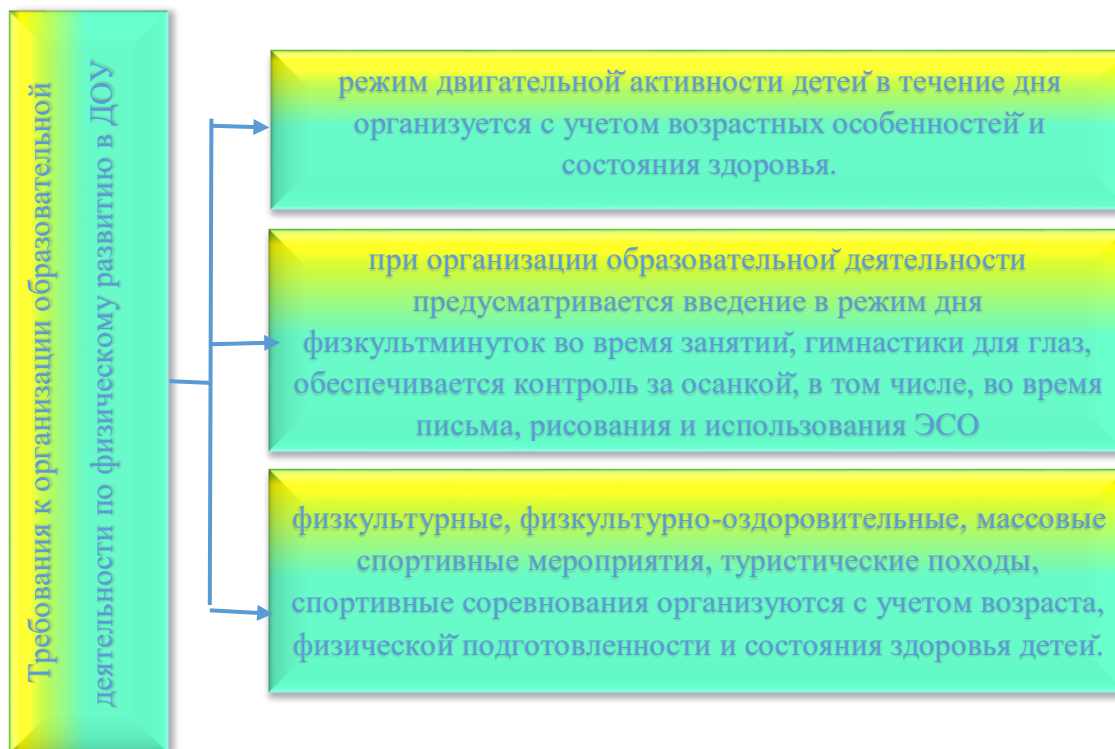 Требования к организации образовательной
деятельности по физическому развитию в ДОУ
режим двигательной активности детей в течение дня
организуется с учетом возрастных особенностей и
состояния здоровья.
при организации образовательной деятельности
предусматривается введение в режим дня
физкультминуток во время занятий, гимнастики для глаз,
обеспечивается контроль за осанкой, в том числе, во время
письма, рисования и использования ЭСО
физкультурные, физкультурно-оздоровительные, массовые
спортивные мероприятия, туристические походы,
спортивные соревнования организуются с учетом возраста,
физической подготовленности и состояния здоровья детей.